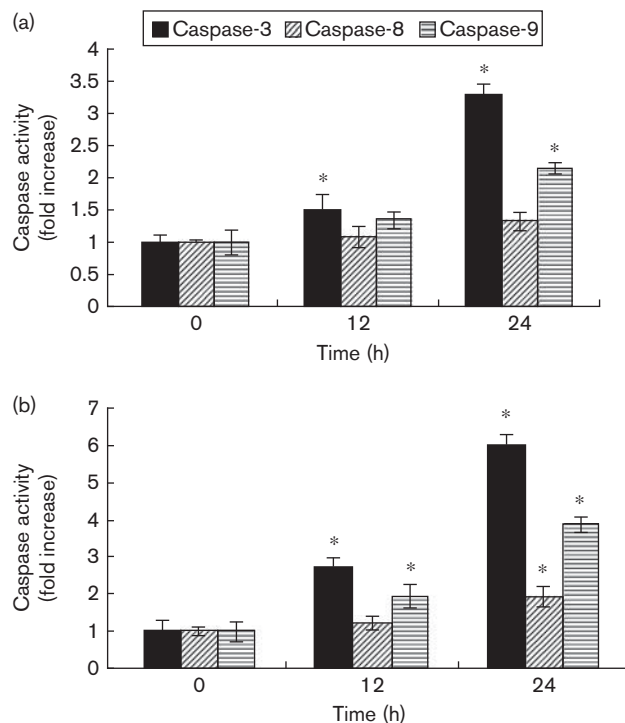 (a)
Caspase-3 Caspase-8 Caspase-9
Caspase activity
(fold increase)
4
3.5
3
2.5
2
1.5
1
0.5
0
*
*
*
0 12 24
Time (h)
(b)
Caspase activity
(fold increase)
7
6
5
4
3
2
1
0
*
*
*
*
*
0 12 24
Time (h)